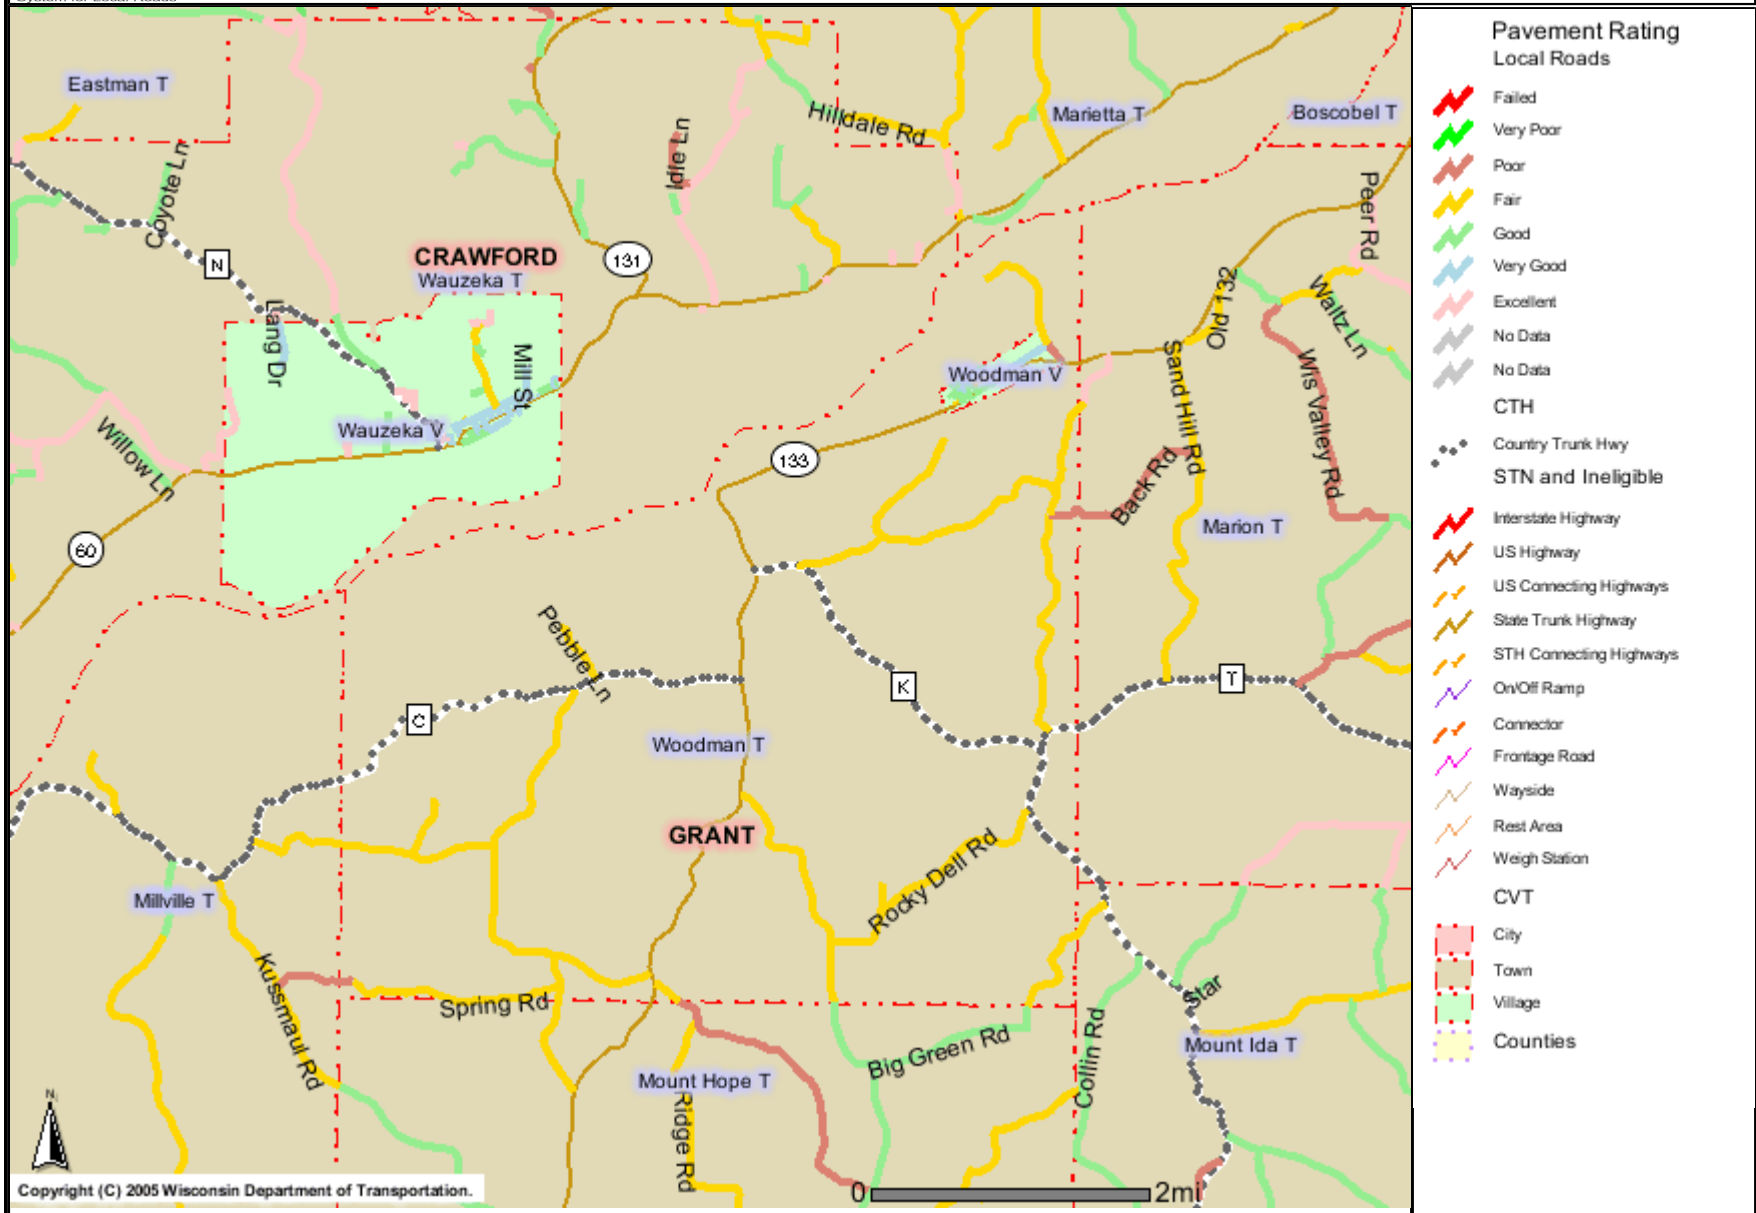 System for Local Roads
Eastman T
Coyote Ln
N
CRAWFORD
Wauzeka T
131
Idle Ln
Hilldale Rd
Marietta T
Boscobel T
Peer Rd
Lang Dr
Mill St
Wauzeka V
Willow Ln
60
Woodman V
133
Old 132
Waltz Ln
Sand Hill Rd
Wis Valley Rd
Back Rd
Marion T
Pebble Ln
C
K
T
Woodman T
GRANT
Rocky Dell Rd
Millville T
Kussmaul Rd
Spring Rd
Big Green Rd
Collin Rd
Star
Mount Ida T
Mount Hope T
Ridge Rd
N
Copyright (C) 2005 Wisconsin Department of Transportation.
0 2mi
Pavement Rating
Local Roads
Failed
Very Poor
Poor
Fair
Good
Very Good
Excellent
No Data
No Data
CTH
Country Trunk Hwy
STN and Ineligible
Interstate Highway
US Highway
US Connecting Highways
State Trunk Highway
STH Connecting Highways
On/Off Ramp
Connector
Frontage Road
Wayside
Rest Area
Weigh Station
CVT
City
Town
Village
Counties